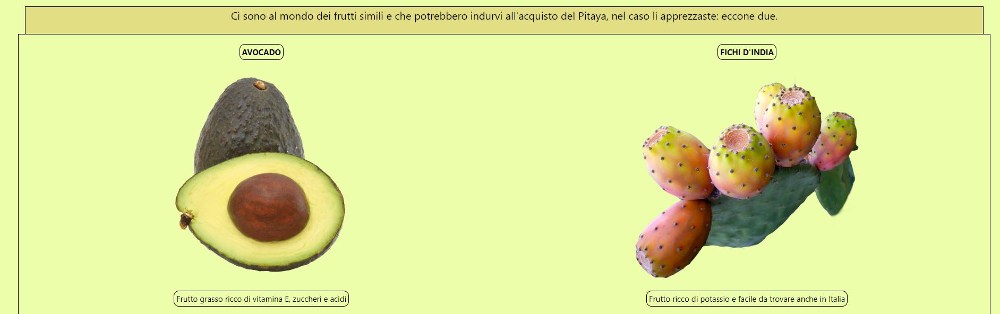 Ci sono al mondo dei frutti simili e che potrebbero indurvi all'acquisto del Pitaya, nel caso li apprezzaste: eccone due.
AVOCADO
FICHI D'INDIA
Frutto grasso ricco di vitamina E, zuccheri e acidi
Frutto ricco di potassio e facile da trovare anche in Italia